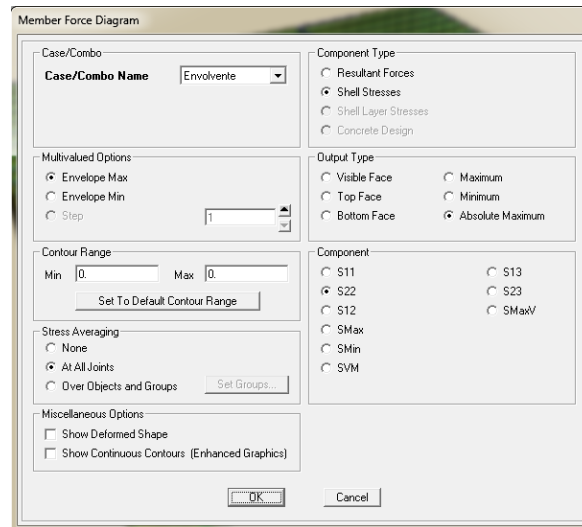 Member Force Diagram
Case/Combo
Case/Combo Name Envolvente
Multivalued Options
Envelope Max
Envelope Min
Step 1
Contour Range
Min 0. Max 0.
Set To Default Contour Range
Stress Averaging
None
At All Joints
Over Objects and Groups Set Groups...
Miscellaneous Options
Show Deformed Shape
Show Continuous Contours (Enhanced Graphics)
Component Type
Resultant Forces
Shell Stresses
Shell Layer Stresses
Concrete Design
Output Type
Visible Face Maximum
Top Face Minimum
Bottom Face Absolute Maximum
Component
S11 S13
S22 S23
S12 SMaxV
SMax
SMin
SVM
OK Cancel